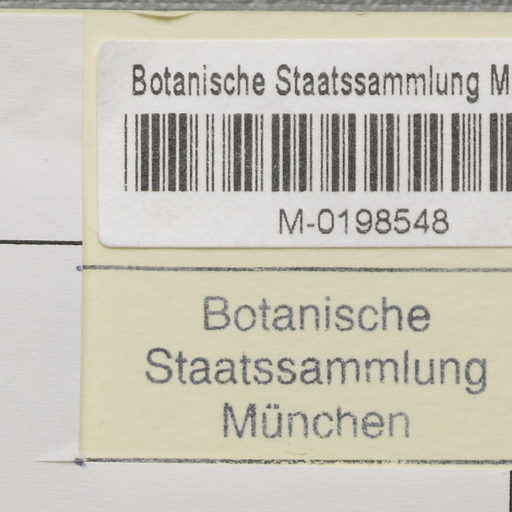 Botanische Staatssammlung M
M-0198548
Botanische
Staatssammlung
München